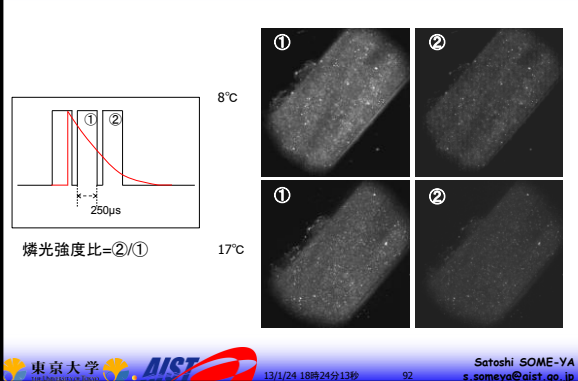 ① ②
8℃
① ②
250μs
① ②
燐光強度比=②/①
17℃
東京大学
AIST
13/1/24 18時24分13秒
92
Satoshi SOME-YA
s.someya@aist.go.jp